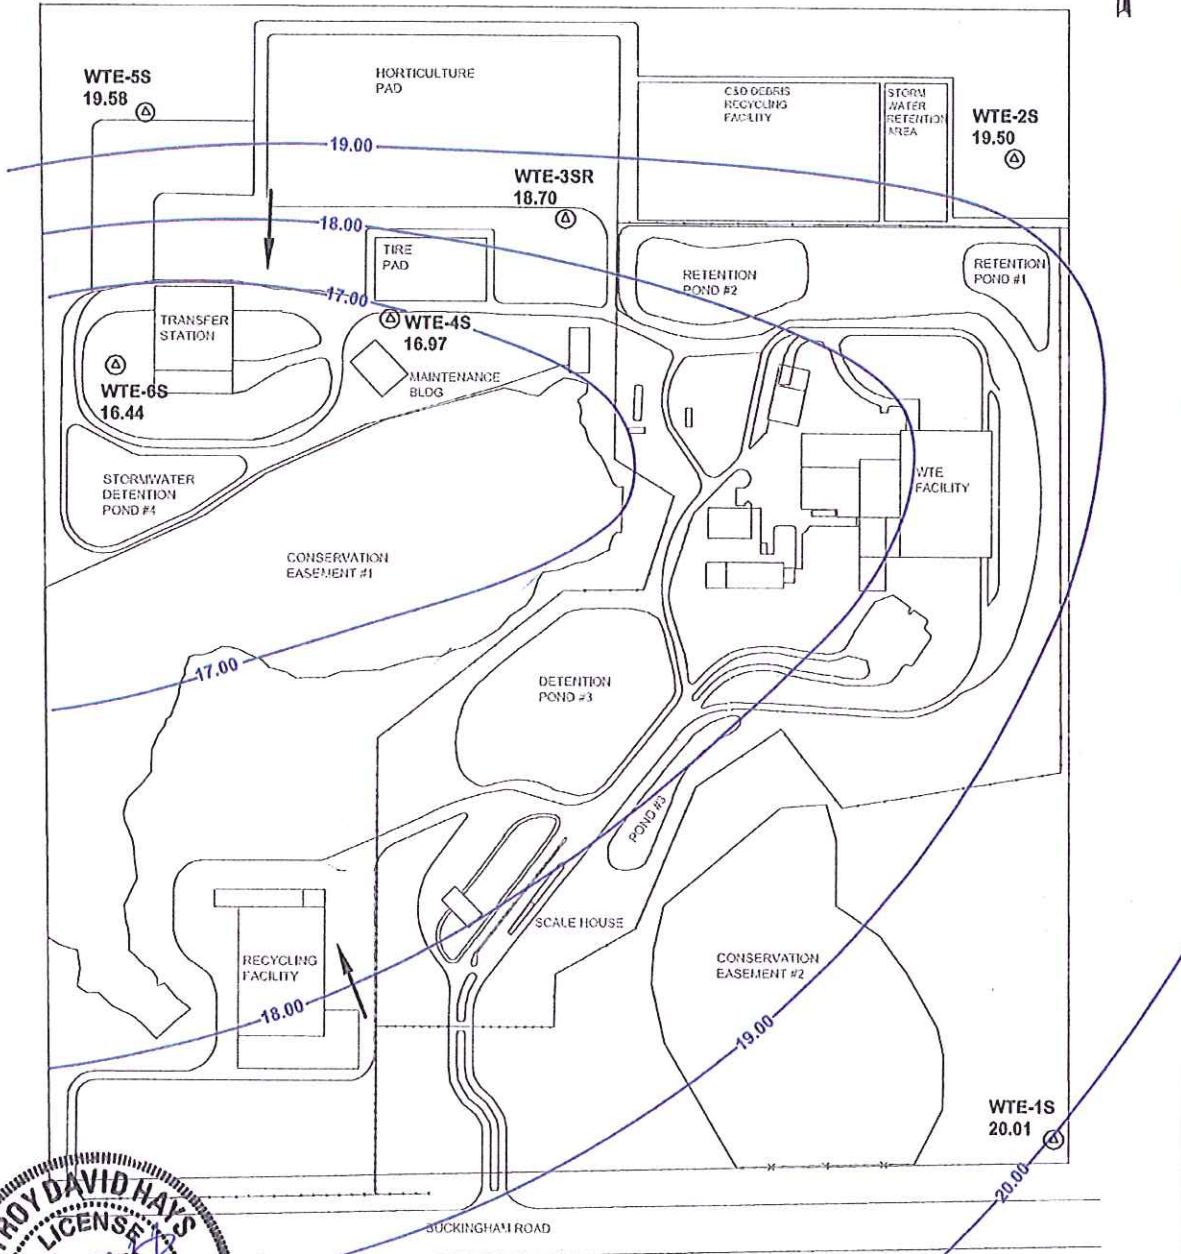 WTE-5S
19.58
HORTICULTURE
PAD
C&D DEBRIS
RECYCLING
FACILITY
STORM
WATER
RETENTION
AREA
WTE-2S
19.50
19.00
WTE-3SR
18.70
18.00
TIRE
PAD
RETENTION
POND #2
RETENTION
POND #1
17.00
TRANSFER
STATION
WTE-4S
16.97
WTE-6S
16.44
MAINTENANCE
BLDG
STORMWATER
DETENTION
POND #4
WTE
FACILITY
CONSERVATION
EASEMENT #1
17.00
DETENTION
POND #3
POND #3
SCALE HOUSE
RECYCLING
FACILITY
CONSERVATION
EASEMENT #2
18.00
19.00
WTE-1S
20.01
20.00
BUCKINGHAM ROAD
ROY DAVID HAYS
LICENSE